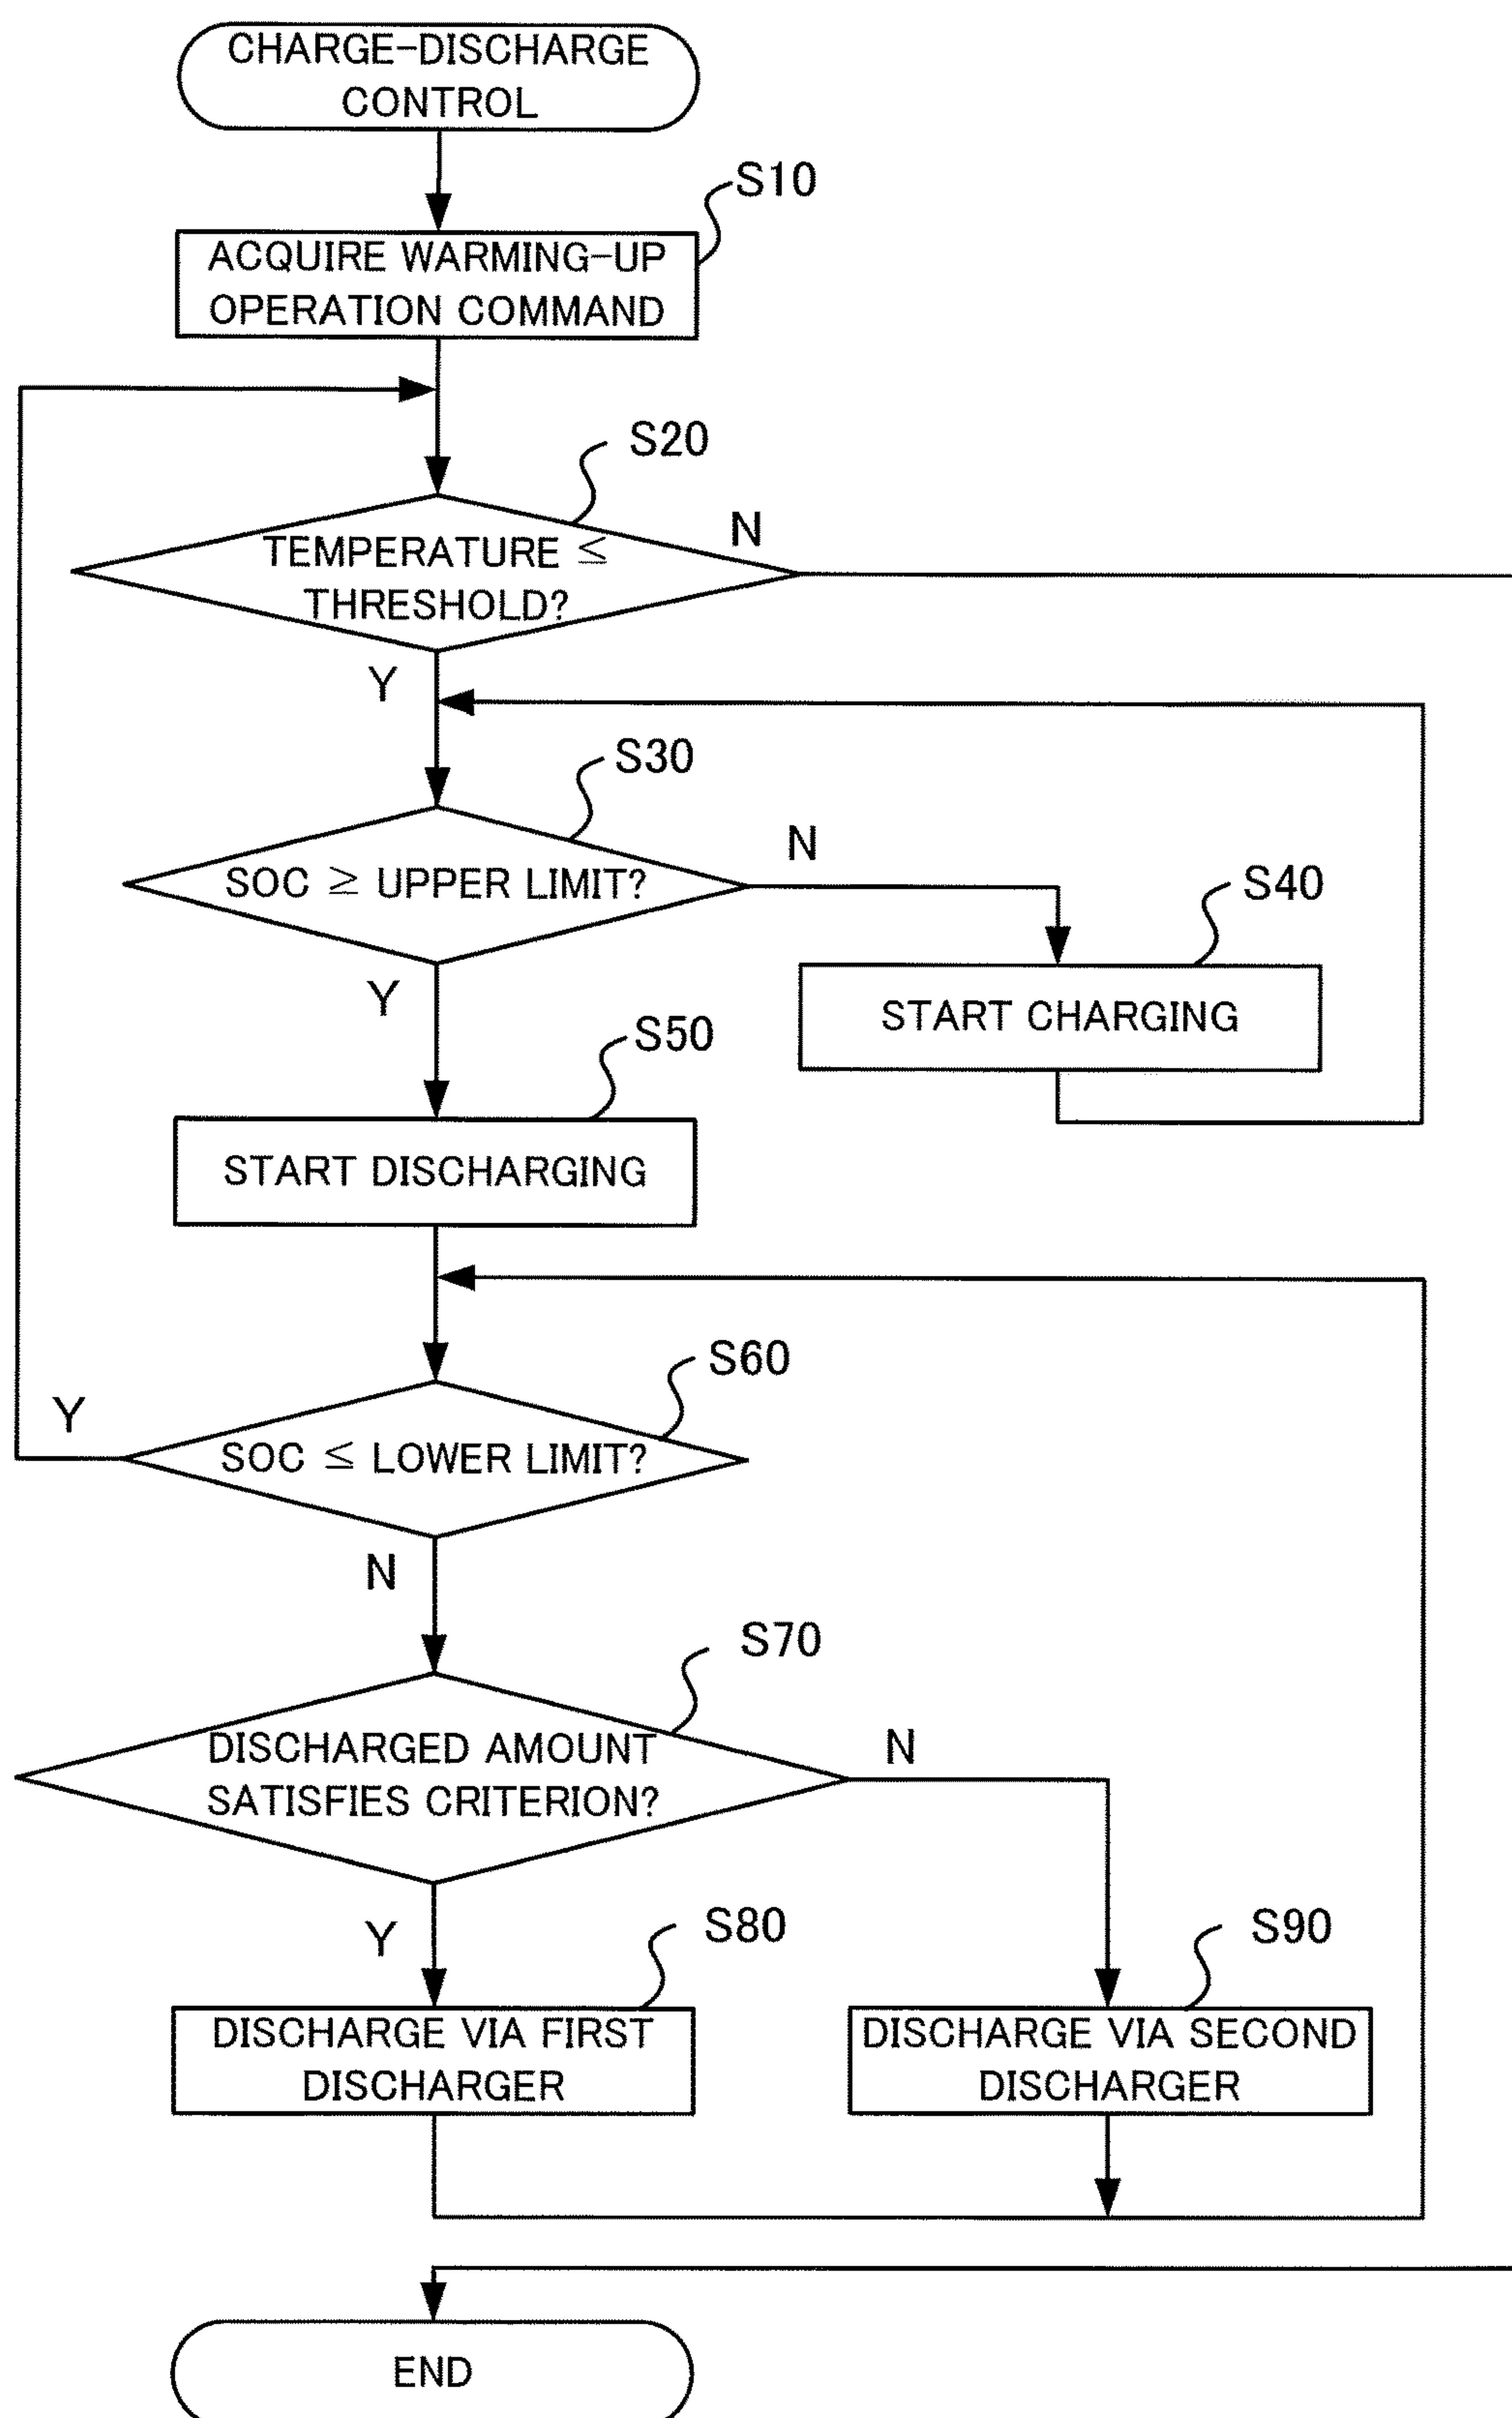 CHARGE-DISCHARGE
CONTROL
S10
ACQUIRE WARMING-UP
OPERATION COMMAND
S20
N
TEMPERATURE ≤
THRESHOLD?
Y
S30
N
SOC ≥ UPPER LIMIT?
S40
Y
START CHARGING
S50
START DISCHARGING
S60
Y
SOC ≤ LOWER LIMIT?
N
S70
DISCHARGED AMOUNT
SATISFIES CRITERION?
N
Y
S80
S90
DISCHARGE VIA FIRST
DISCHARGER
DISCHARGE VIA SECOND
DISCHARGER
END